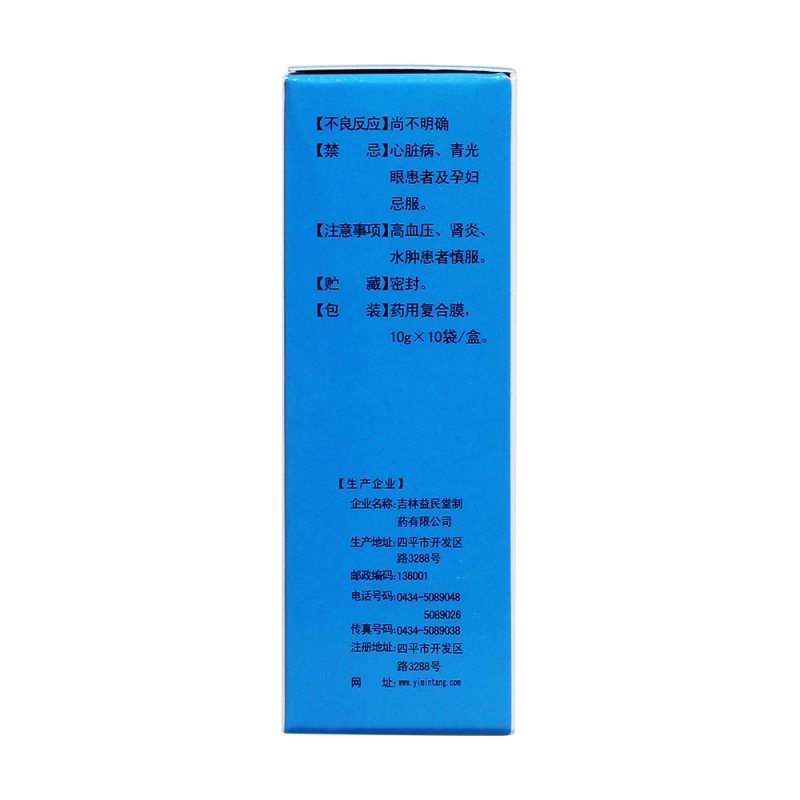 【不良反应】尚不明确
【禁　　忌】心脏病、青光
眼患者及孕妇
忌服。
【注意事项】高血压、肾炎、
水肿患者慎服。
【贮　　藏】密封。
【包　　装】药用复合膜，
10g×10袋/盒。
【生产企业】
企业名称:吉林益民堂制
药有限公司
生产地址:四平市开发区
路3288号
邮政编码:136001
电话号码:0434-5089048
5089026
传真号码:0434-5089038
注册地址:四平市开发区
路3288号
网　　址:www.yimintang.com